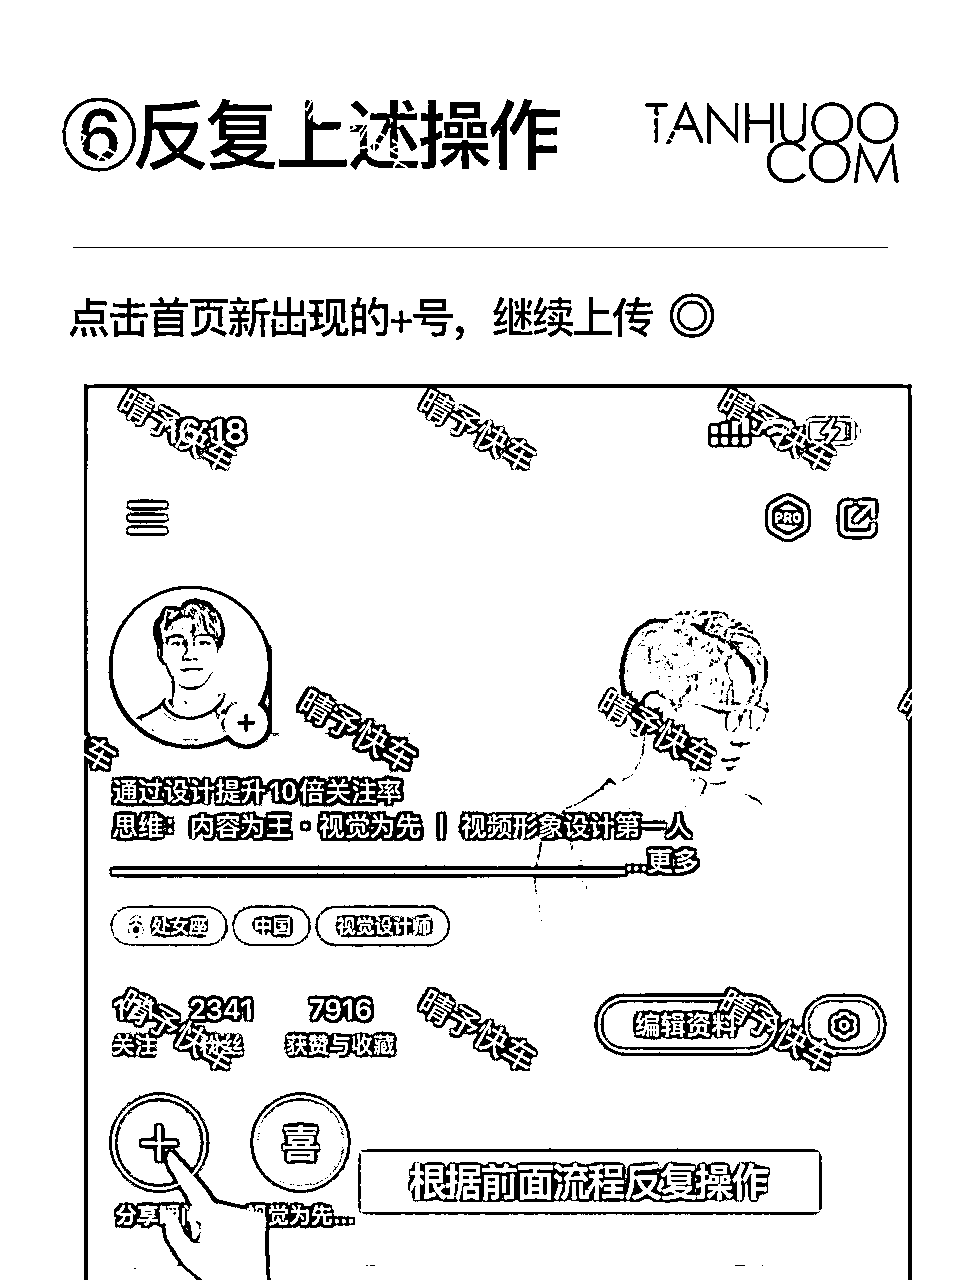 ⑥反复上述操作
TANHUOO
COM
点击首页新出现的+号，继续上传 ◎
晴予快车 晴予快车 晴予快车
16:18
PRO
晴予快车 晴予快车
车
通过设计提升10倍关注率
思维：内容为王·视觉为先 | 视频形象设计第一人
...更多
处女座 中国 视觉设计师
2341 7916
关注 粉丝 获赞与收藏 编辑资料
晴予快车 晴予快车 晴予快车
喜
根据前面流程反复操作
分享 视觉为先...